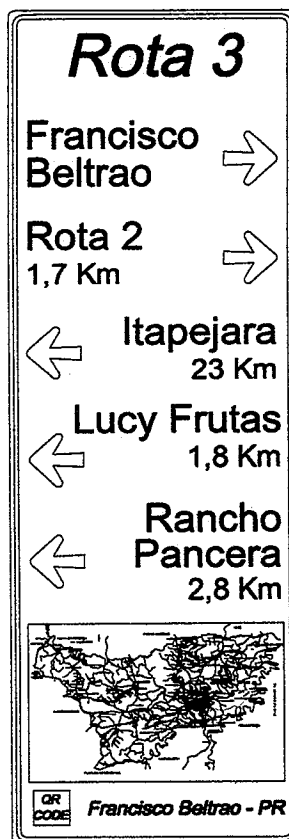 Rota 3
Francisco
Beltrao
Rota 2
1,7 Km
Itapejara
23 Km
Lucy Frutas
1,8 Km
Rancho
Pancera
2,8 Km
QR
CODE
Francisco Beltrao - PR